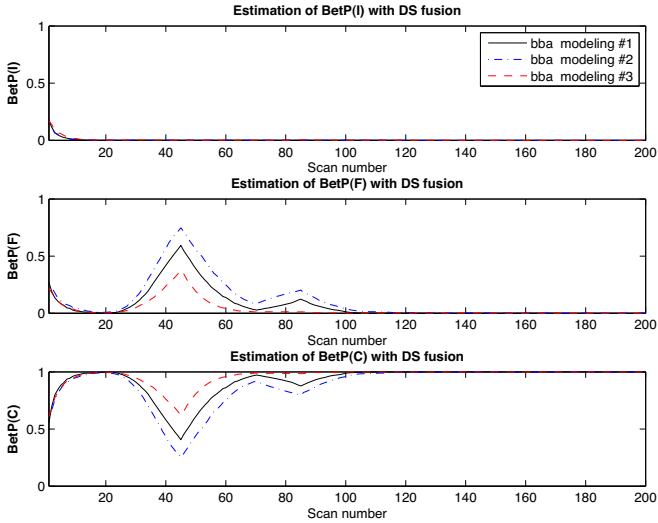 Estimation of BetP(I) with DS fusion
1
0.5
0
BetP(I)
bba modeling #1
bba modeling #2
bba modeling #3
20 40 60 80 100 120 140 160 180 200
Scan number
Estimation of BetP(F) with DS fusion
1
0.5
0
BetP(F)
20 40 60 80 100 120 140 160 180 200
Scan number
Estimation of BetP(C) with DS fusion
1
0.5
0
BetP(C)
20 40 60 80 100 120 140 160 180 200
Scan number